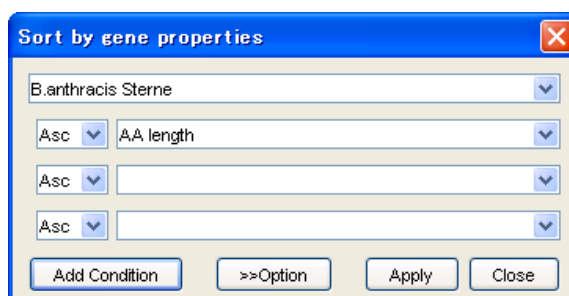 Sort by gene properties
B.anthracis Sterne
Asc AA length
Asc
Asc
Add Condition >>Option Apply Close